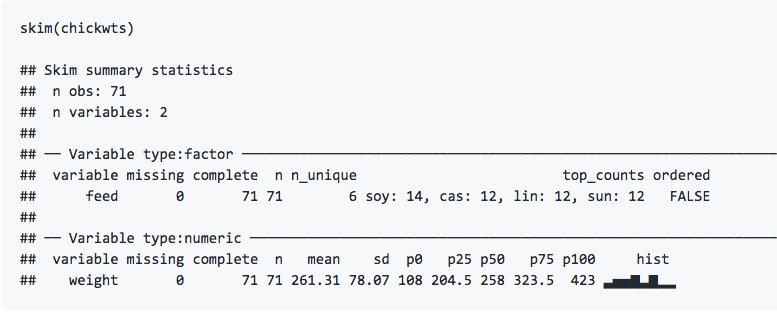 skim(chickwts)
## Skim summary statistics
##  n obs: 71
##  n variables: 2
##
## ── Variable type:factor ──────────────────────────────────────────────────────────────────
##  variable missing complete  n n_unique                         top_counts ordered
##      feed       0       71 71        6 soy: 14, cas: 12, lin: 12, sun: 12   FALSE
##
## ── Variable type:numeric ─────────────────────────────────────────────────────────────────
##  variable missing complete  n   mean    sd  p0   p25 p50   p75 p100     hist
##    weight       0       71 71 261.31 78.07 108 204.5 258 323.5  423 ▃▅▅▇▃▇▂▂